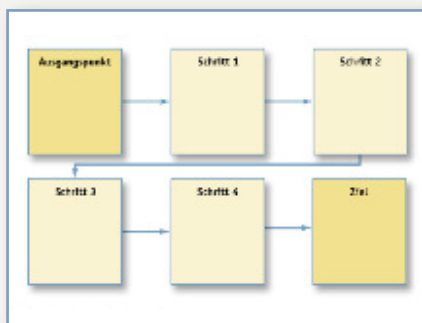 Ausgangspunkt
Schritt 1
Schritt 2
Schritt 3
Schritt 4
Ziel